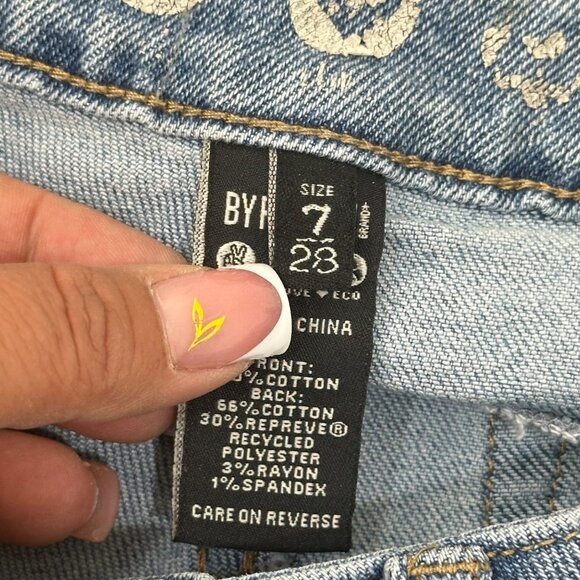 SIZE
7
28
CHINA
COTTON
BACK:
66% COTTON
30% REPREVE®
RECYCLED
POLYESTER
3% RAYON
1% SPANDEX
CARE ON REVERSE